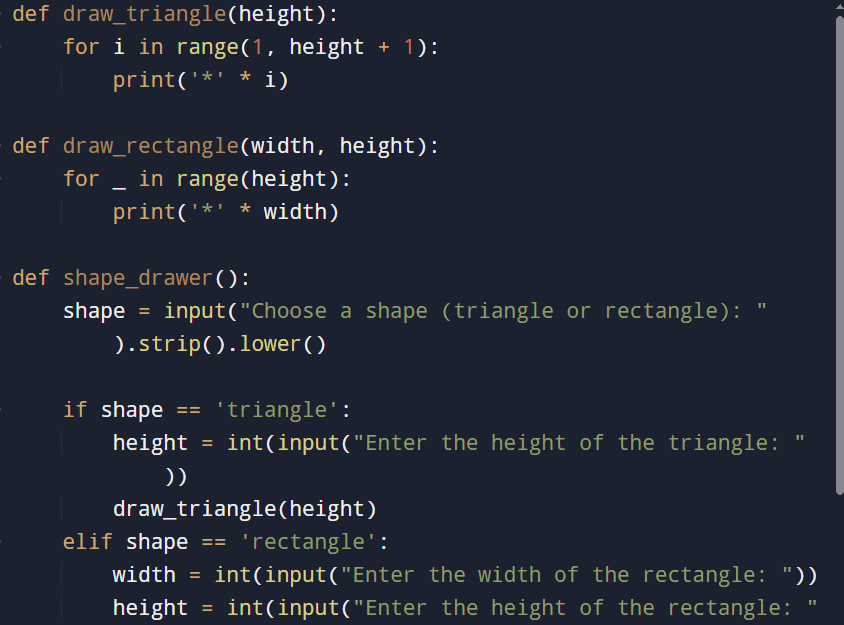 def draw_triangle(height):
    for i in range(1, height + 1):
        print('*' * i)

def draw_rectangle(width, height):
    for _ in range(height):
        print('*' * width)

def shape_drawer():
    shape = input("Choose a shape (triangle or rectangle): "
        ).strip().lower()

    if shape == 'triangle':
        height = int(input("Enter the height of the triangle: "
            ))
        draw_triangle(height)
    elif shape == 'rectangle':
        width = int(input("Enter the width of the rectangle: "))
        height = int(input("Enter the height of the rectangle: "